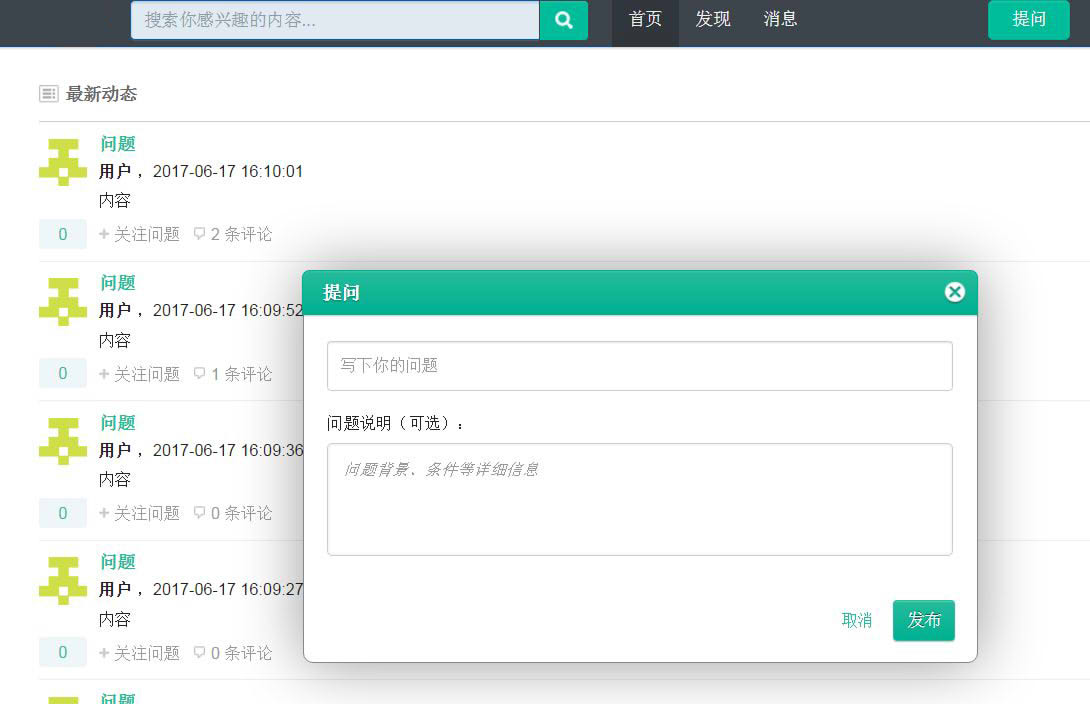 搜索你感兴趣的内容... 首页 发现 消息 提问
最新动态
问题
用户 ，2017-06-17 16:10:01
内容
0 关注问题 2 条评论
问题
用户 ，2017-06-17 16:09:52
内容
0 关注问题 1 条评论
问题
用户 ，2017-06-17 16:09:36
内容
0 关注问题 0 条评论
问题
用户 ，2017-06-17 16:09:27
内容
0 关注问题 0 条评论
问题
提问
写下你的问题
问题说明（可选）：
问题背景、条件等详细信息
取消 发布